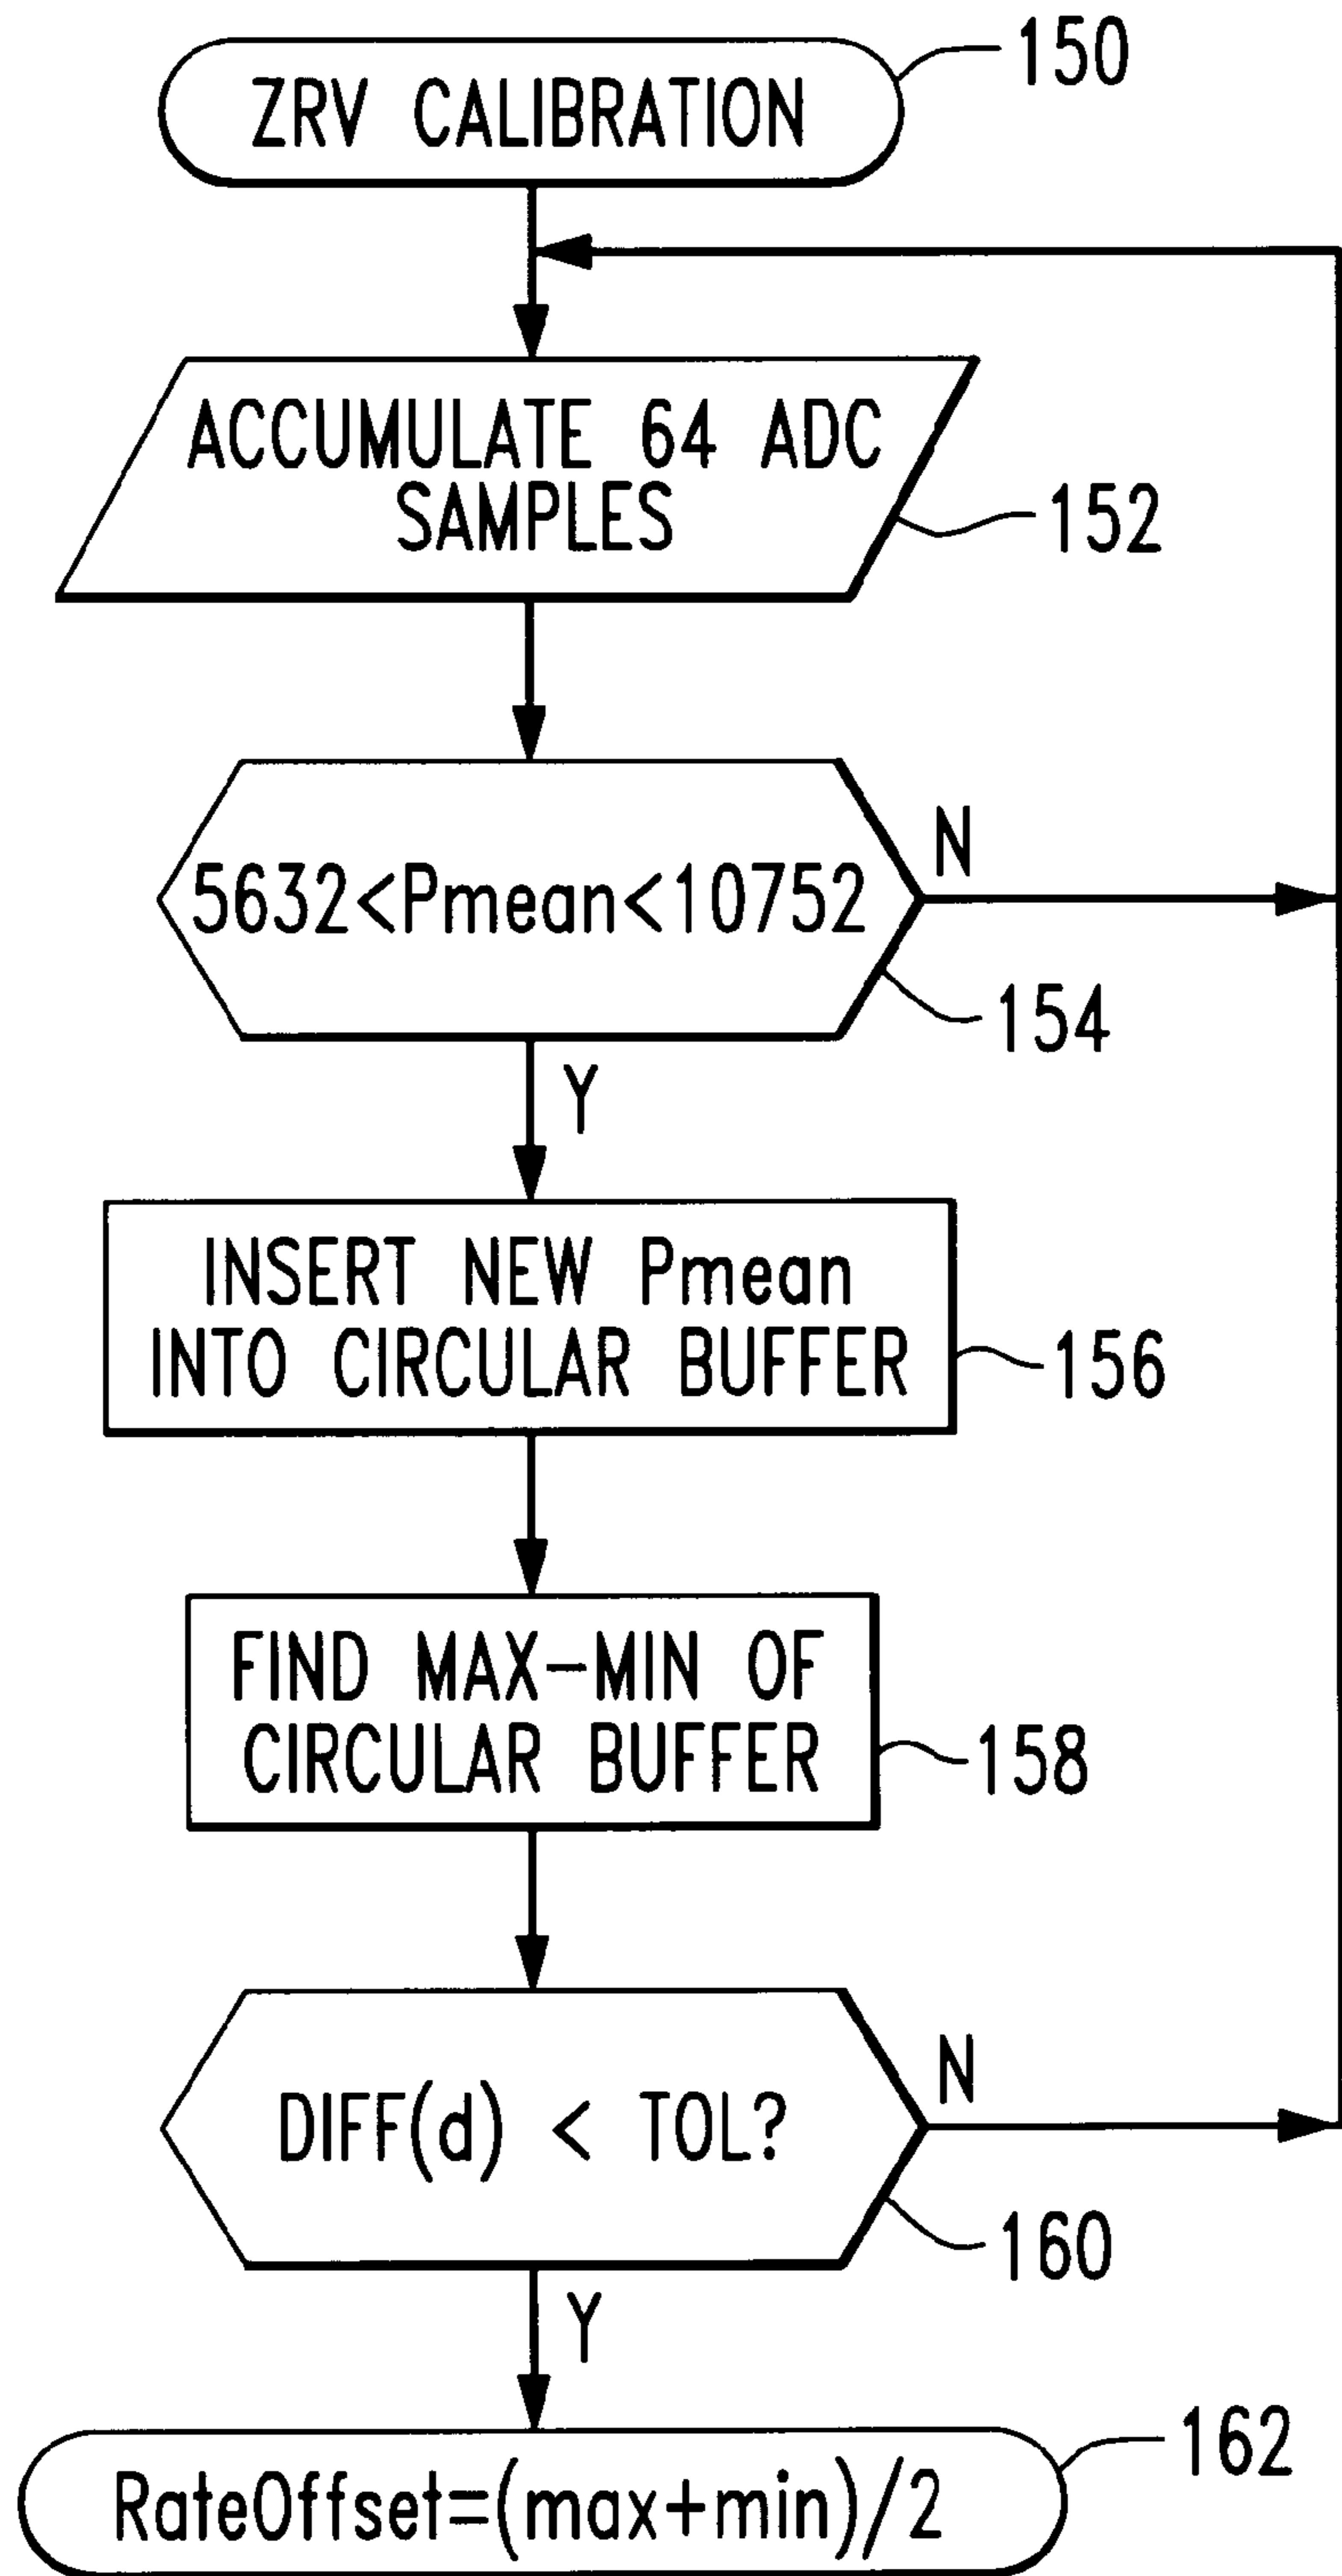 ZRV CALIBRATION
150
ACCUMULATE 64 ADC
SAMPLES
152
5632<Pmean<10752
N
154
Y
INSERT NEW Pmean
INTO CIRCULAR BUFFER
156
FIND MAX-MIN OF
CIRCULAR BUFFER
158
DIFF(d) < TOL?
N
160
Y
RateOffset=(max+min)/2
162